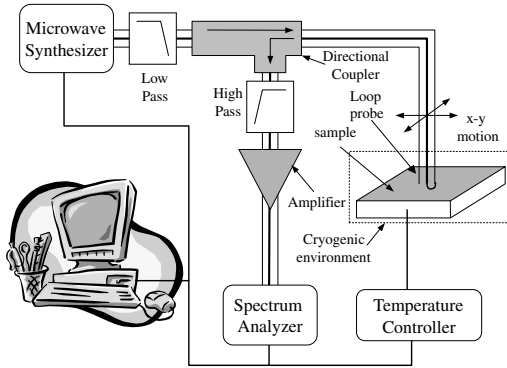 Microwave
Synthesizer
Low
Pass
Directional
Coupler
High
Pass
Loop
probe
sample
x-y
motion
Amplifier
Cryogenic
environment
Spectrum
Analyzer
Temperature
Controller